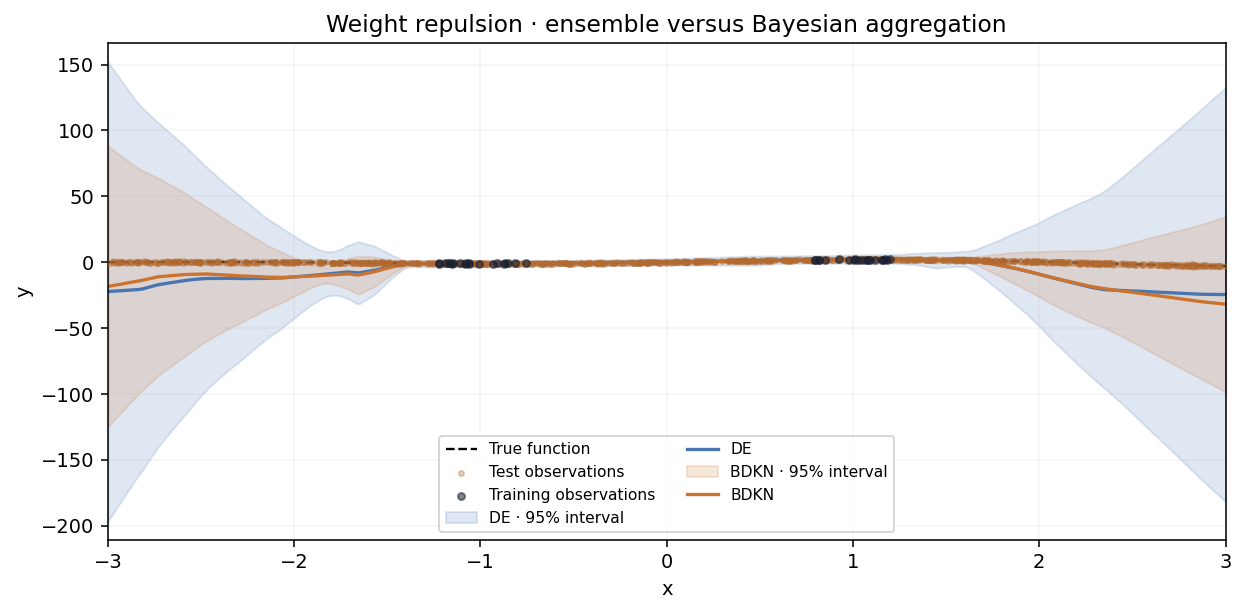 Weight repulsion · ensemble versus Bayesian aggregation
y
150
100
50
0
−50
−100
−150
−200
True function
Test observations
Training observations
DE · 95% interval
DE
BDKN · 95% interval
BDKN
−3
−2
−1
0
1
2
3
x